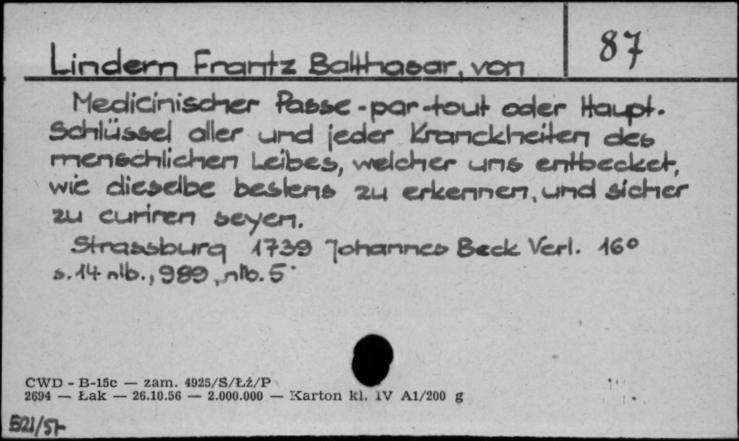 Lindern Frantz Balthasar, von
87
Medicinischer Passe-par-tout oder Haupt-
Schlüssel aller und jeder Kranckheiten des
menschlichen Leibes, welcher uns entbecket,
wie dieselbe bestens zu erkennen, und sicher
zu curiren seyen.
Strassburg 1739 Johannes Beck Verl. 16°
s. 14 nlb., 989, nlb. 5
CWD - B-15c — zam. 4925/S/Łż/P
2694 — Łak — 26.10.56 — 2.000.000 — Karton kl. IV A1/200 g
521/57